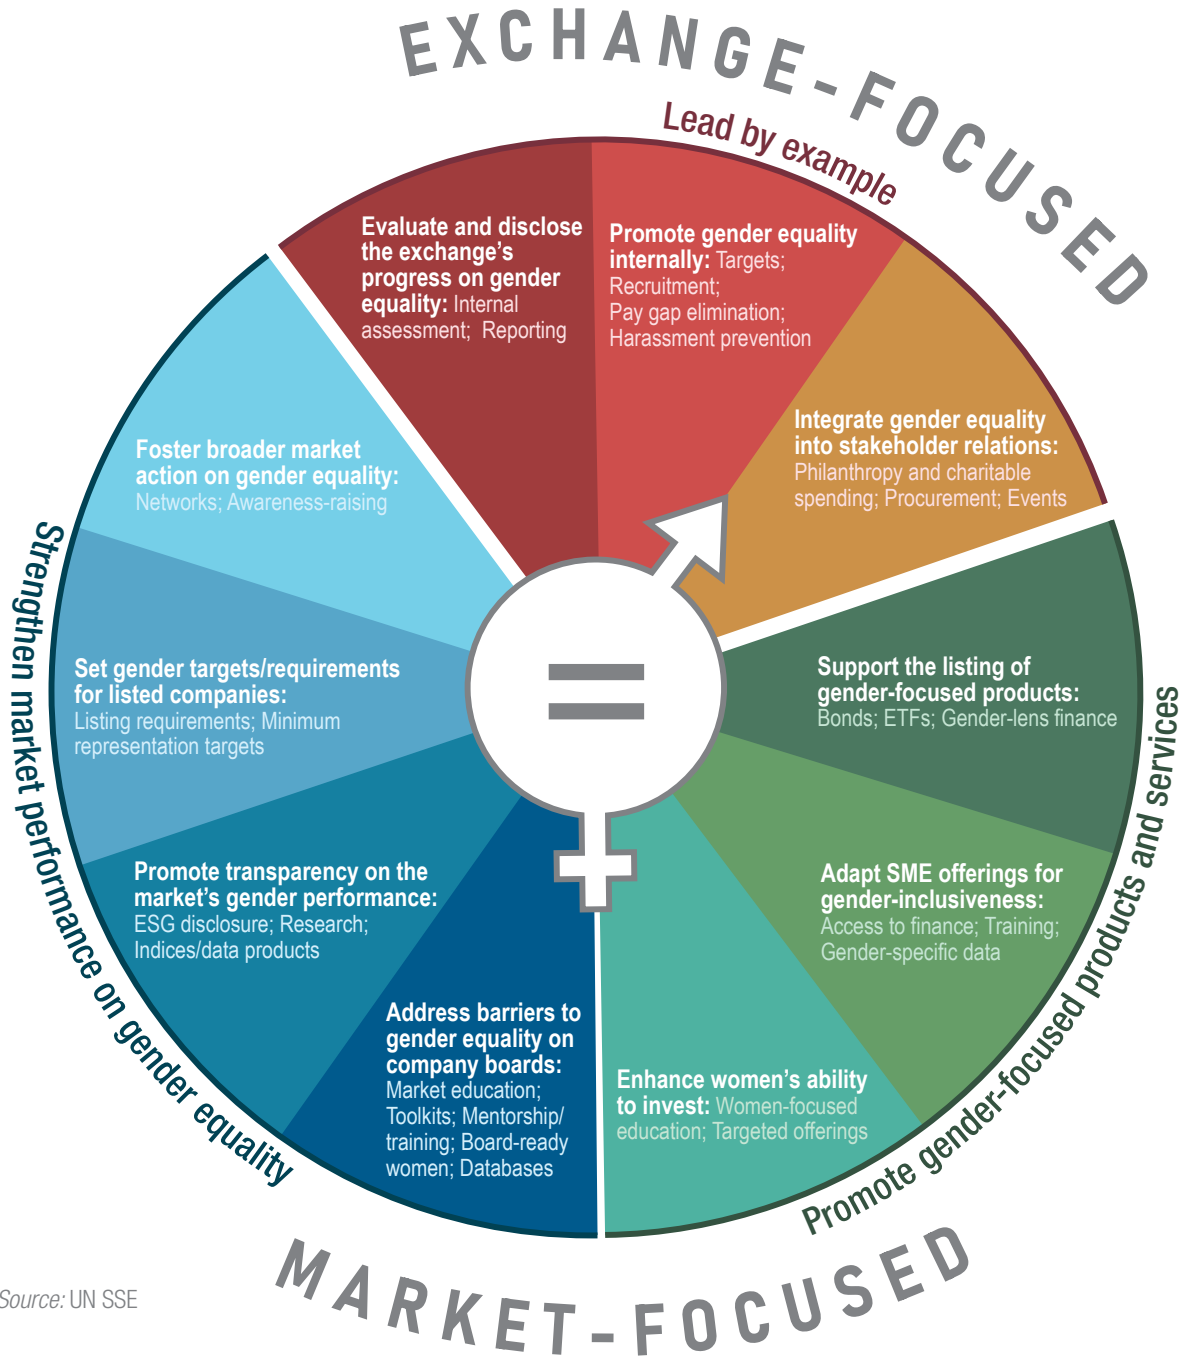 EXCHANGE-FOCUSED
Lead by example
Evaluate and disclose
the exchange’s
progress on gender
equality: Internal
assessment;  Reporting
Promote gender equality
internally: Targets;
Recruitment;
Pay gap elimination;
Harassment prevention
Integrate gender equality
into stakeholder relations:
Philanthropy and charitable
spending; Procurement; Events
Support the listing of
gender-focused products:
Bonds; ETFs; Gender-lens finance
Adapt SME offerings for
gender-inclusiveness:
Access to finance; Training;
Gender-specific data
Enhance women’s ability
to invest: Women-focused
education; Targeted offerings
Promote gender-focused products and services
Address barriers to
gender equality on
company boards:
Market education;
Toolkits; Mentorship/
training; Board-ready
women; Databases
Promote transparency on the
market’s gender performance:
ESG disclosure; Research;
Indices/data products
Set gender targets/requirements
for listed companies:
Listing requirements; Minimum
representation targets
Foster broader market
action on gender equality:
Networks; Awareness-raising
Strengthen market performance on gender equality
=
MARKET-FOCUSED
Source: UN SSE